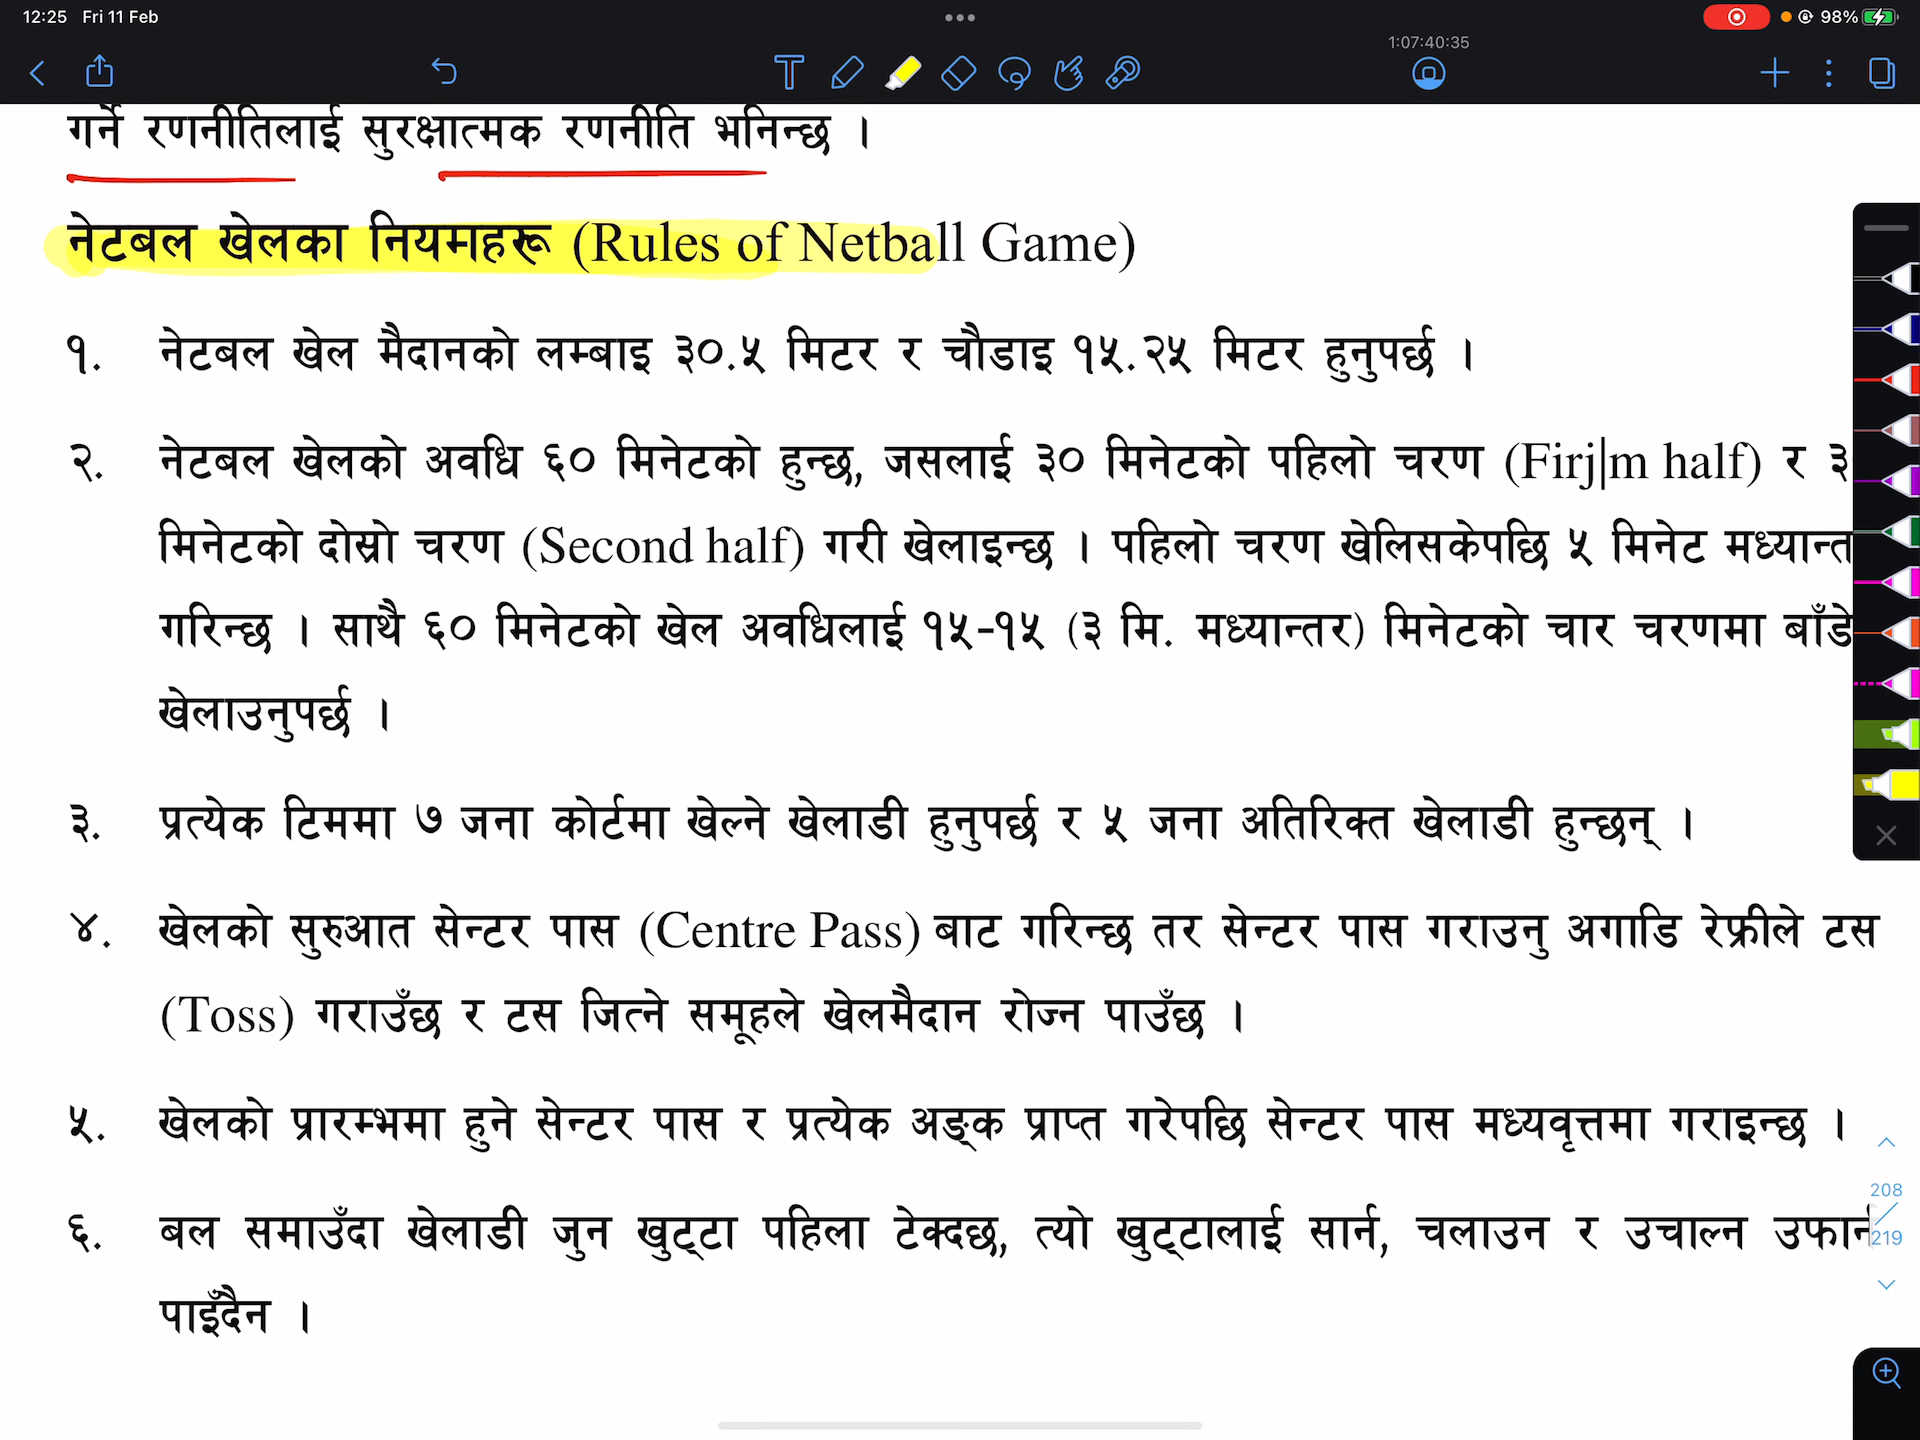 12:25 Fri 11 Feb
98%
1:07:40:35
गर्ने रणनीतिलाई सुरक्षात्मक रणनीति भनिन्छ ।
नेटबल खेलका नियमहरू (Rules of Netball Game)
१. नेटबल खेल मैदानको लम्बाइ ३०.५ मिटर र चौडाइ १५.२५ मिटर हुनुपर्छ ।
२. नेटबल खेलको अवधि ६० मिनेटको हुन्छ, जसलाई ३० मिनेटको पहिलो चरण (Firj|m half) र ३
मिनेटको दोस्रो चरण (Second half) गरी खेलाइन्छ । पहिलो चरण खेलिसकेपछि ५ मिनेट मध्यान्त
गरिन्छ । साथै ६० मिनेटको खेल अवधिलाई १५-१५ (३ मि. मध्यान्तर) मिनेटको चार चरणमा बाँडे
खेलाउनुपर्छ ।
३. प्रत्येक टिममा ७ जना कोर्टमा खेल्ने खेलाडी हुनुपर्छ र ५ जना अतिरिक्त खेलाडी हुन्छन् ।
४. खेलको सुरुआत सेन्टर पास (Centre Pass) बाट गरिन्छ तर सेन्टर पास गराउनु अगाडि रेफ्रीले टस
(Toss) गराउँछ र टस जित्ने समूहले खेलमैदान रोज्न पाउँछ ।
५. खेलको प्रारम्भमा हुने सेन्टर पास र प्रत्येक अङ्क प्राप्त गरेपछि सेन्टर पास मध्यवृत्तमा गराइन्छ ।
६. बल समाउँदा खेलाडी जुन खुट्टा पहिला टेक्दछ, त्यो खुट्टालाई सार्न, चलाउन र उचाल्न उफार्न
पाइँदैन ।
208
219